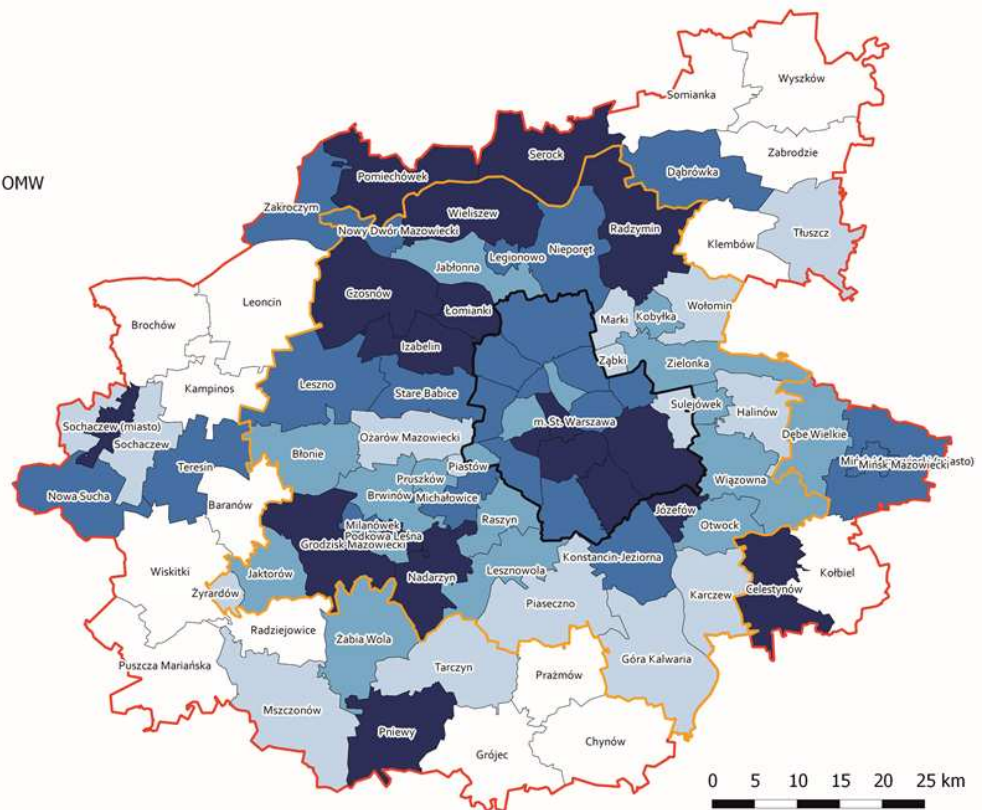 Wyszków
Somianka
Serock
Zabrodzie
Dąbrówka
Pomiechówek
OMW
Zakroczym
Wieliszew
Nowy Dwór Mazowiecki
Radzymin
Tłuszcz
Klembów
Nieporęt
Legionowo
Jabłonna
Czosnów
Leoncin
Łomianki
Wołomin
Marki
Kobyłka
Brochów
Izabelin
Ząbki
Zielonka
Kampinos
Leszno
Stare Babice
Sulejówek
Halinów
Sochaczew (miasto)
m. St. Warszawa
Dębe Wielkie
Sochaczew
Ożarów Mazowiecki
Błonie
Mińsk Mazowiecki
Teresin
Piastów
Pruszków
Wiązowna
Nowa Sucha
Brwinów
Michałowice
Baranów
Józefów
Raszyn
Otwock
Milanówek
Podkowa Leśna
Grodzisk Mazowiecki
Konstancin-Jeziorna
Lesznowola
Wiskitki
Jaktorów
Nadarzyn
Kołbiel
Celestynów
Żyrardów
Karczew
Piaseczno
Radziejowice
Żabia Wola
Góra Kalwaria
Puszcza Mariańska
Tarczyn
Prażmów
Mszczonów
Pniewy
Chynów
Grójec
0 5 10 15 20 25 km